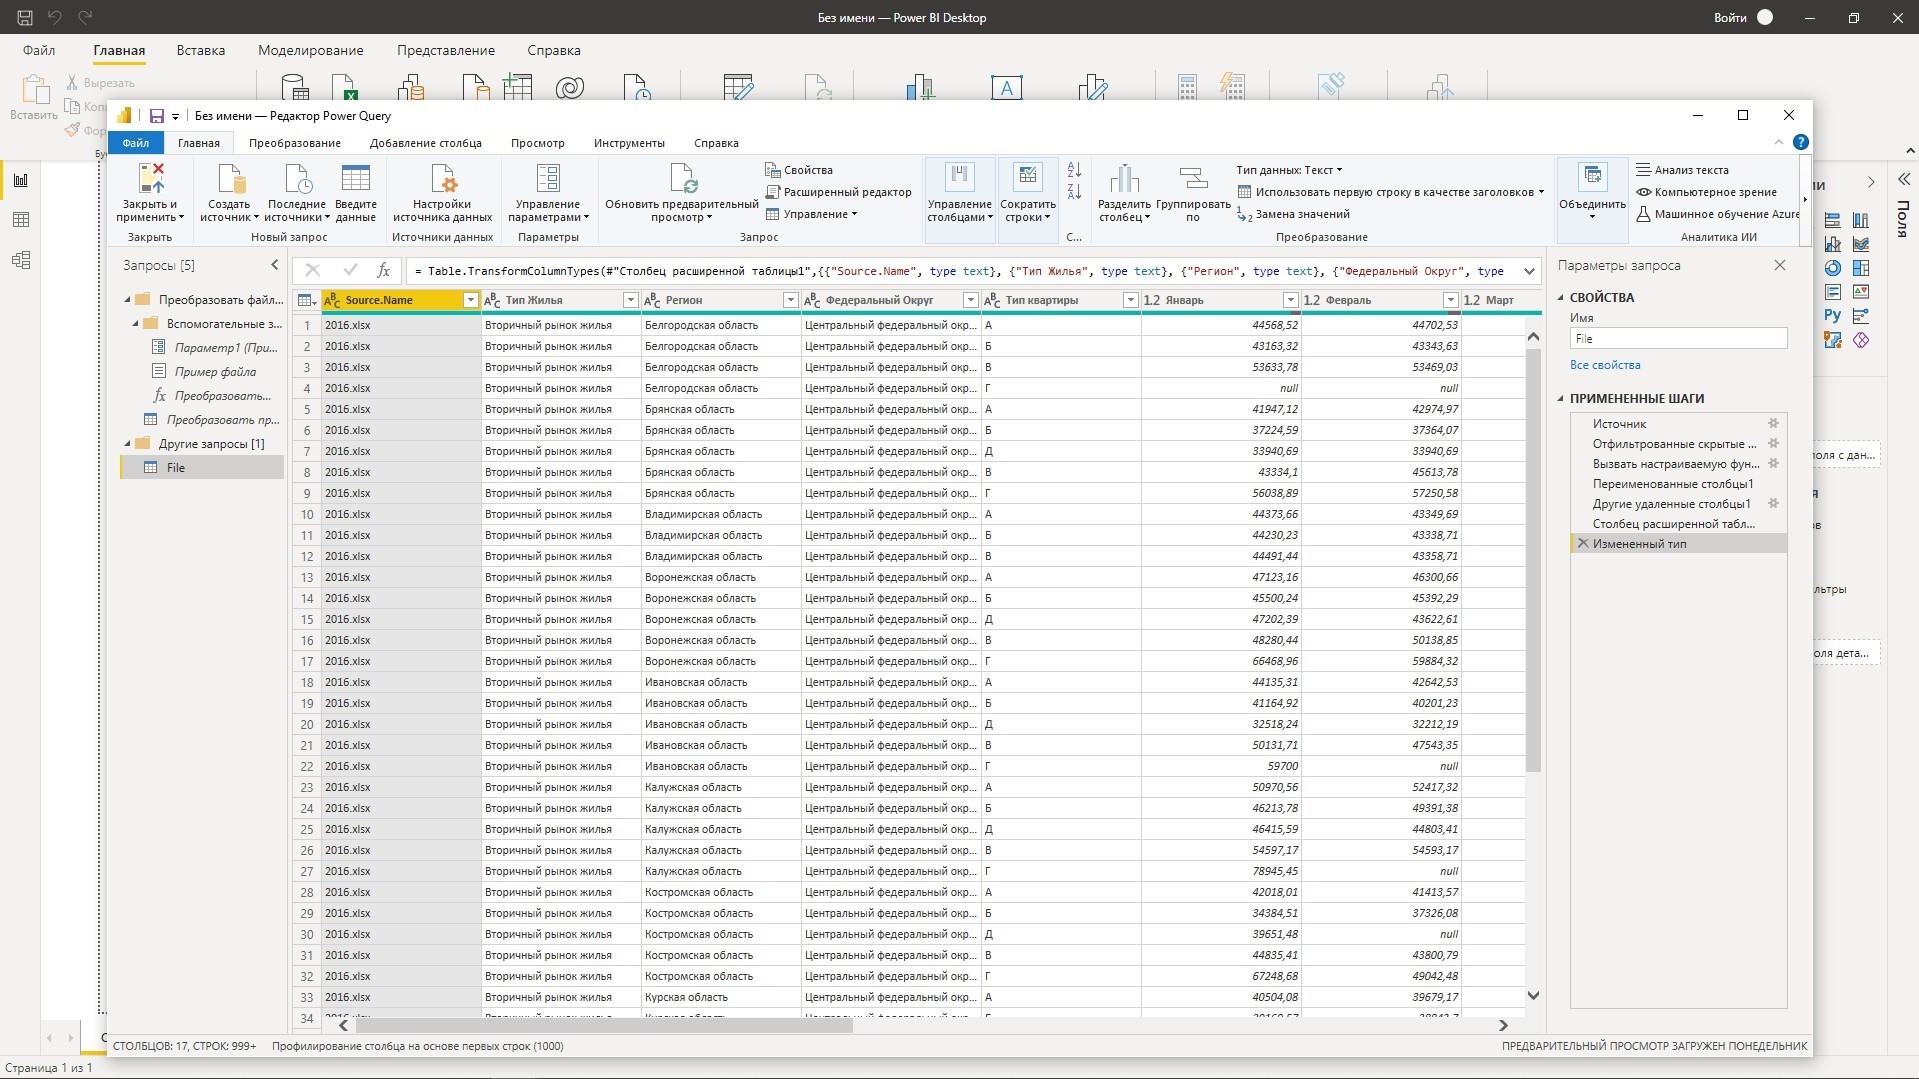 Без имени — Power BI Desktop
Войти
Файл Главная Вставка Моделирование Представление Справка
Вставить
Вырезать
Без имени — Редактор Power Query
Файл Главная Преобразование Добавление столбца Просмотр Инструменты Справка
Закрыть и применить
Закрыть
Создать источник
Последние источники
Введите данные
Новый запрос
Настройки источника данных
Источники данных
Управление параметрами
Параметры
Обновить предварительный просмотр
Свойства
Расширенный редактор
Управление
Запрос
Управление столбцами
Сократить строки
С...
Разделить столбец
Группировать по
Тип данных: Текст
Использовать первую строку в качестве заголовков
Замена значений
Преобразование
Объединить
Анализ текста
Компьютерное зрение
Машинное обучение Azure
Аналитика ИИ
Поля
Запросы [5]
Преобразовать файл...
Вспомогательные з...
Параметр1 (При...
Пример файла
Преобразовать...
Преобразовать пр...
Другие запросы [1]
File
= Table.TransformColumnTypes(#"Столбец расширенной таблицы1",{{"Source.Name", type text}, {"Тип Жилья", type text}, {"Регион", type text}, {"Федеральный Округ", type
Source.Name Тип Жилья Регион Федеральный Округ Тип квартиры 1.2 Январь 1.2 Февраль 1.2 Март
1 2016.xlsx Вторичный рынок жилья Белгородская область Центральный федеральный окр... А 44568,52 44702,53
2 2016.xlsx Вторичный рынок жилья Белгородская область Центральный федеральный окр... Б 43163,32 43343,63
3 2016.xlsx Вторичный рынок жилья Белгородская область Центральный федеральный окр... В 53633,78 53469,03
4 2016.xlsx Вторичный рынок жилья Белгородская область Центральный федеральный окр... Г null null
5 2016.xlsx Вторичный рынок жилья Брянская область Центральный федеральный окр... А 41947,12 42974,97
6 2016.xlsx Вторичный рынок жилья Брянская область Центральный федеральный окр... Б 37224,59 37364,07
7 2016.xlsx Вторичный рынок жилья Брянская область Центральный федеральный окр... Д 33940,69 33940,69
8 2016.xlsx Вторичный рынок жилья Брянская область Центральный федеральный окр... В 43334,1 45613,78
9 2016.xlsx Вторичный рынок жилья Брянская область Центральный федеральный окр... Г 56038,89 57250,58
10 2016.xlsx Вторичный рынок жилья Владимирская область Центральный федеральный окр... А 44373,66 43349,69
11 2016.xlsx Вторичный рынок жилья Владимирская область Центральный федеральный окр... Б 44230,23 43338,71
12 2016.xlsx Вторичный рынок жилья Владимирская область Центральный федеральный окр... В 44491,44 43358,71
13 2016.xlsx Вторичный рынок жилья Воронежская область Центральный федеральный окр... А 47123,16 46300,66
14 2016.xlsx Вторичный рынок жилья Воронежская область Центральный федеральный окр... Б 45500,24 45392,29
15 2016.xlsx Вторичный рынок жилья Воронежская область Центральный федеральный окр... Д 47202,39 43622,61
16 2016.xlsx Вторичный рынок жилья Воронежская область Центральный федеральный окр... В 48280,44 50138,85
17 2016.xlsx Вторичный рынок жилья Воронежская область Центральный федеральный окр... Г 66468,96 59884,32
18 2016.xlsx Вторичный рынок жилья Ивановская область Центральный федеральный окр... А 44135,31 42642,53
19 2016.xlsx Вторичный рынок жилья Ивановская область Центральный федеральный окр... Б 41164,92 40201,23
20 2016.xlsx Вторичный рынок жилья Ивановская область Центральный федеральный окр... Д 32518,24 32212,19
21 2016.xlsx Вторичный рынок жилья Ивановская область Центральный федеральный окр... В 50131,71 47543,35
22 2016.xlsx Вторичный рынок жилья Ивановская область Центральный федеральный окр... Г 59700 null
23 2016.xlsx Вторичный рынок жилья Калужская область Центральный федеральный окр... А 50970,56 52417,32
24 2016.xlsx Вторичный рынок жилья Калужская область Центральный федеральный окр... Б 46213,78 49391,38
25 2016.xlsx Вторичный рынок жилья Калужская область Центральный федеральный окр... Д 46415,59 44803,41
26 2016.xlsx Вторичный рынок жилья Калужская область Центральный федеральный окр... В 54597,17 54593,17
27 2016.xlsx Вторичный рынок жилья Калужская область Центральный федеральный окр... Г 78945,45 null
28 2016.xlsx Вторичный рынок жилья Костромская область Центральный федеральный окр... А 42018,01 41413,57
29 2016.xlsx Вторичный рынок жилья Костромская область Центральный федеральный окр... Б 34384,51 37326,08
30 2016.xlsx Вторичный рынок жилья Костромская область Центральный федеральный окр... Д 39651,48 null
31 2016.xlsx Вторичный рынок жилья Костромская область Центральный федеральный окр... В 44835,41 43800,79
32 2016.xlsx Вторичный рынок жилья Костромская область Центральный федеральный окр... Г 67248,68 49042,48
33 2016.xlsx Вторичный рынок жилья Курская область Центральный федеральный окр... А 40504,08 39679,17
34
Параметры запроса
СВОЙСТВА
Имя
File
Все свойства
ПРИМЕНЕННЫЕ ШАГИ
Источник
Отфильтрованные скрытые ...
Вызвать настраиваемую фун...
Переименованные столбцы1
Другие удаленные столбцы1
Столбец расширенной табл...
Измененный тип
СТОЛБЦОВ: 17, СТРОК: 999+ Профилирование столбца на основе первых строк (1000)
ПРЕДВАРИТЕЛЬНЫЙ ПРОСМОТР ЗАГРУЖЕН ПОНЕДЕЛЬНИК
Страница 1 из 1